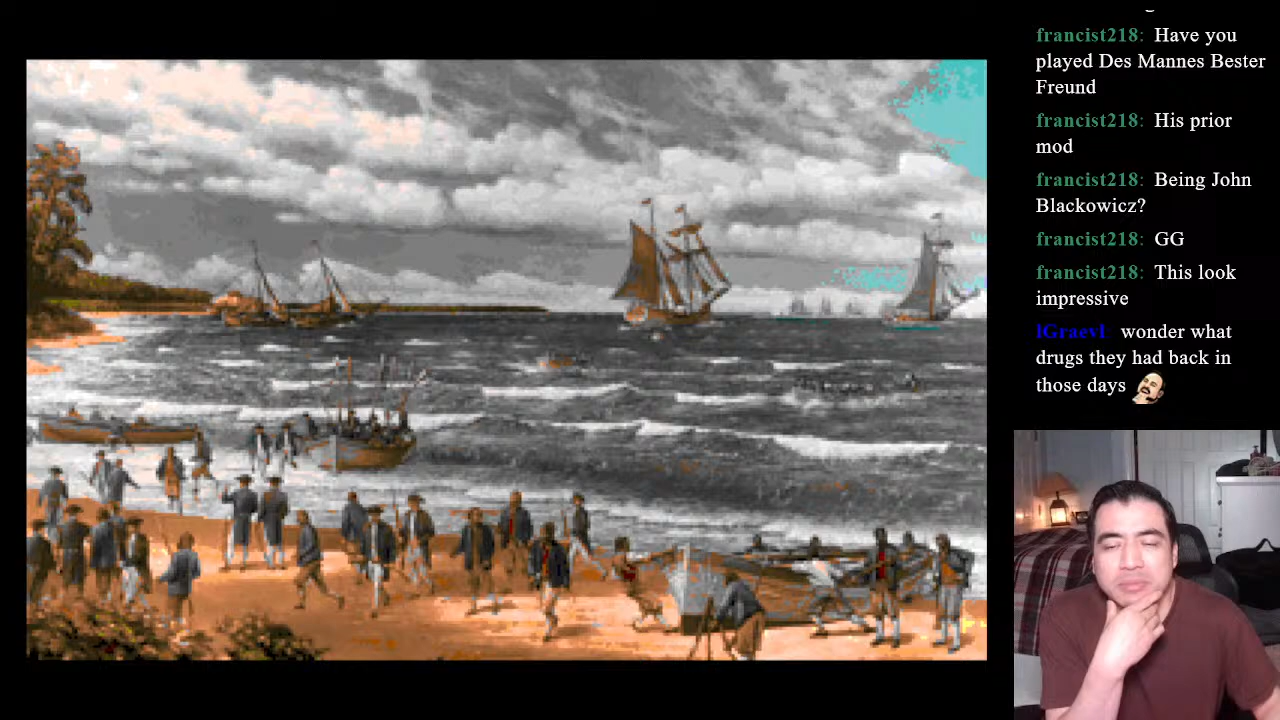 francist218: Have you
played Des Mannes Bester
Freund
francist218: His prior
mod
francist218: Being John
Blackowicz?
francist218: GG
francist218: This look
impressive
lGraevl: wonder what
drugs they had back in
those days